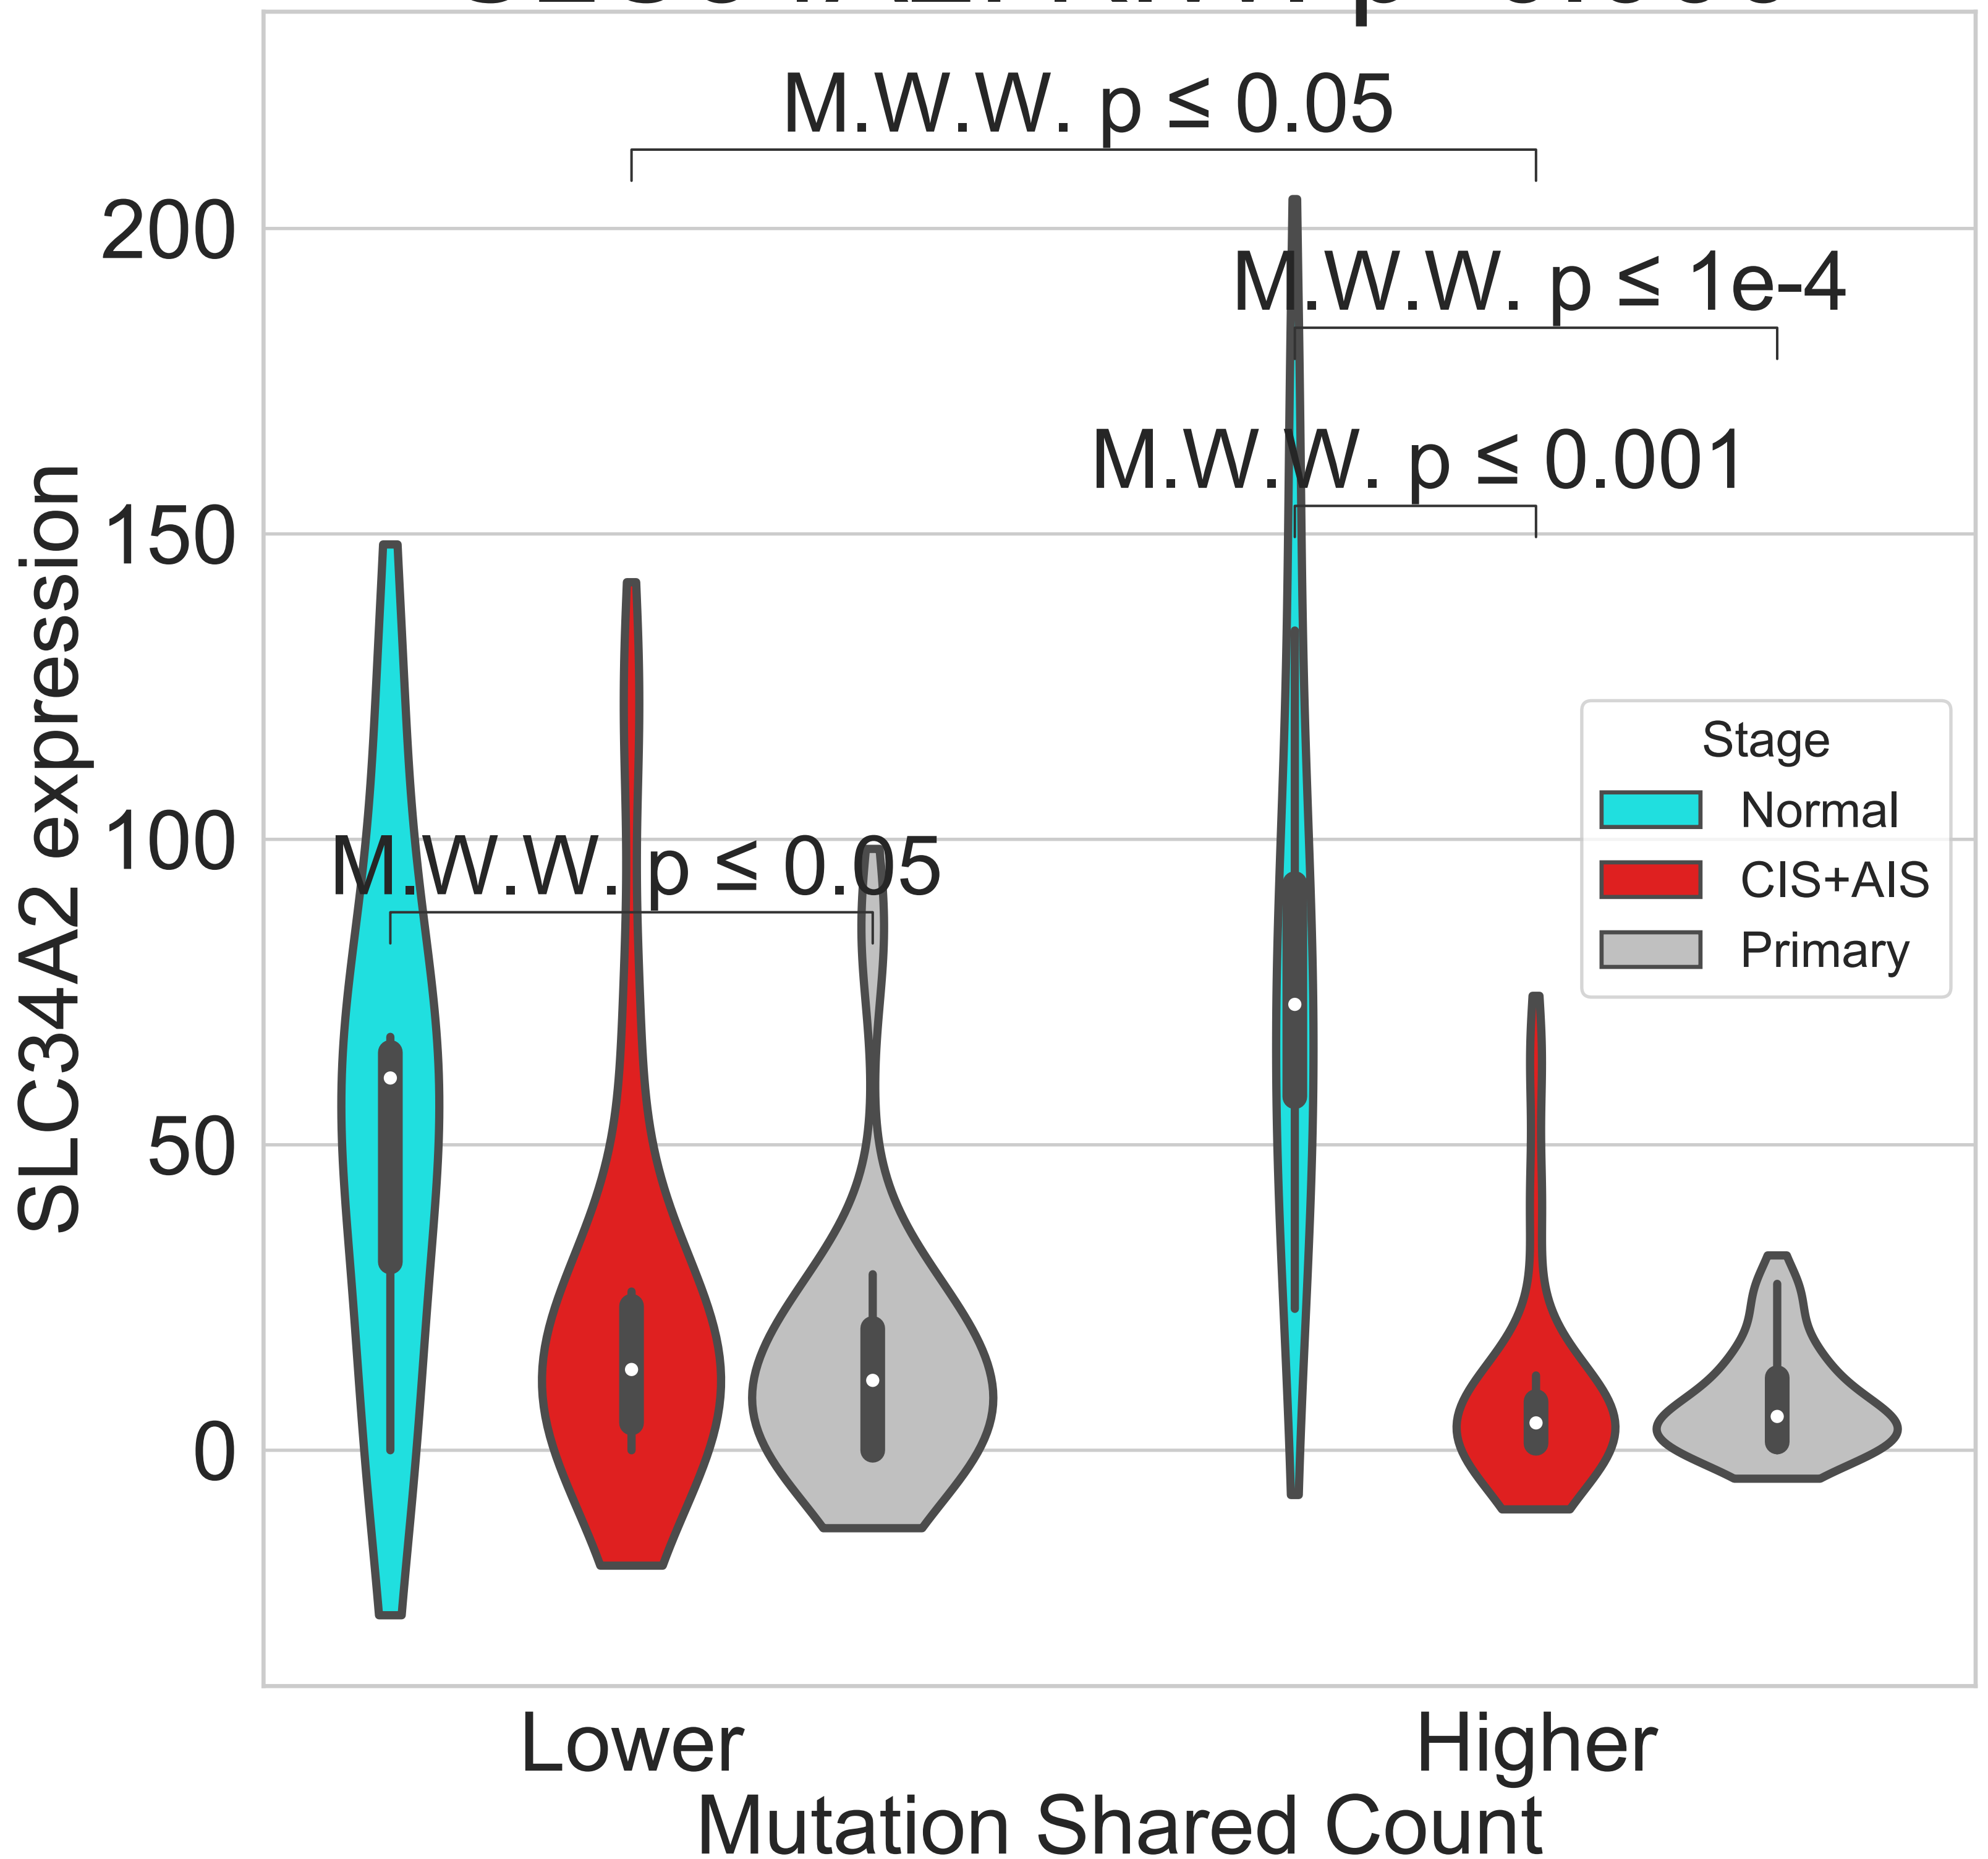 M.W.W. p ≤ 0.05
200
M.W.W. p ≤ 1e-4
M.W.W. p ≤ 0.001
150
SLC34A2 expression
Stage
Normal
100
M.W.W. p ≤ 0.05
CIS+AIS
Primary
50
0
Lower
Higher
Mutation Shared Count